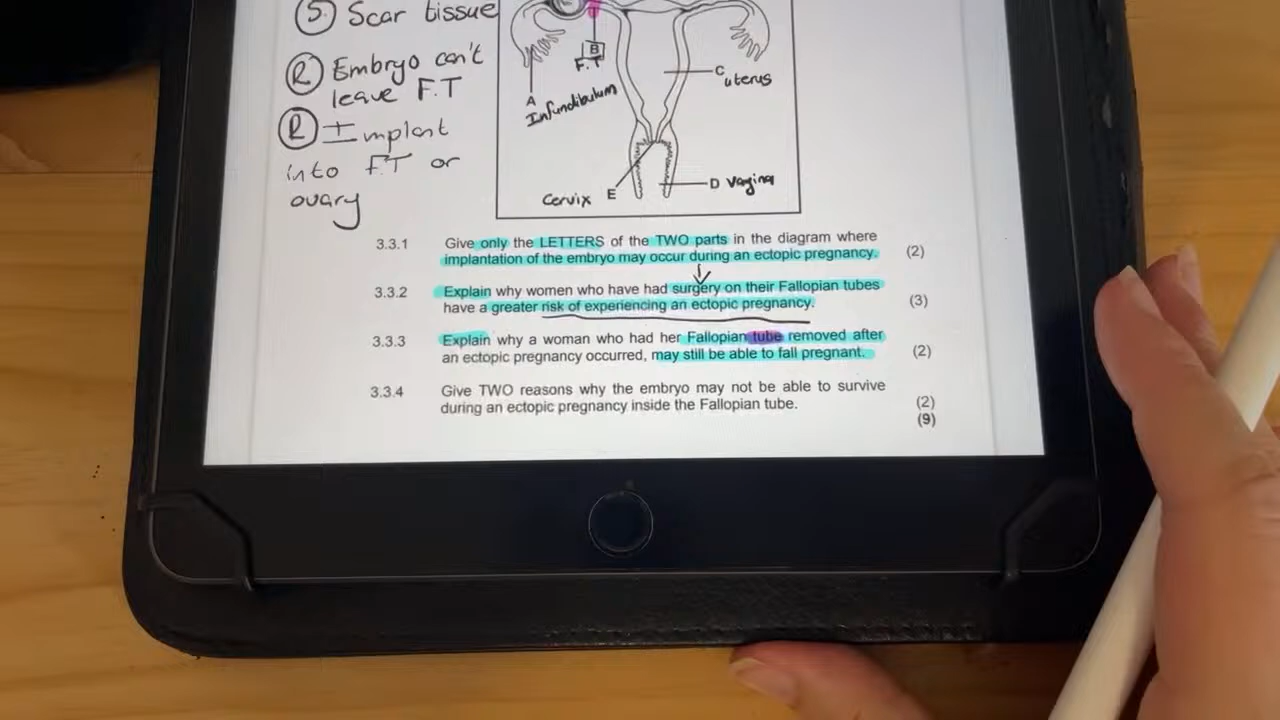 S. Scar tissue
R Embryo can't
leave F.T
R Implant
into F.T or
ovary
B
F.T
A
Infundibulum
C uterus
D vagina
E
Cervix
3.3.1 Give only the LETTERS of the TWO parts in the diagram where
implantation of the embryo may occur during an ectopic pregnancy. (2)
3.3.2 Explain why women who have had surgery on their Fallopian tubes
have a greater risk of experiencing an ectopic pregnancy. (3)
3.3.3 Explain why a woman who had her Fallopian tube removed after
an ectopic pregnancy occurred, may still be able to fall pregnant. (2)
3.3.4 Give TWO reasons why the embryo may not be able to survive
during an ectopic pregnancy inside the Fallopian tube. (2)
(9)